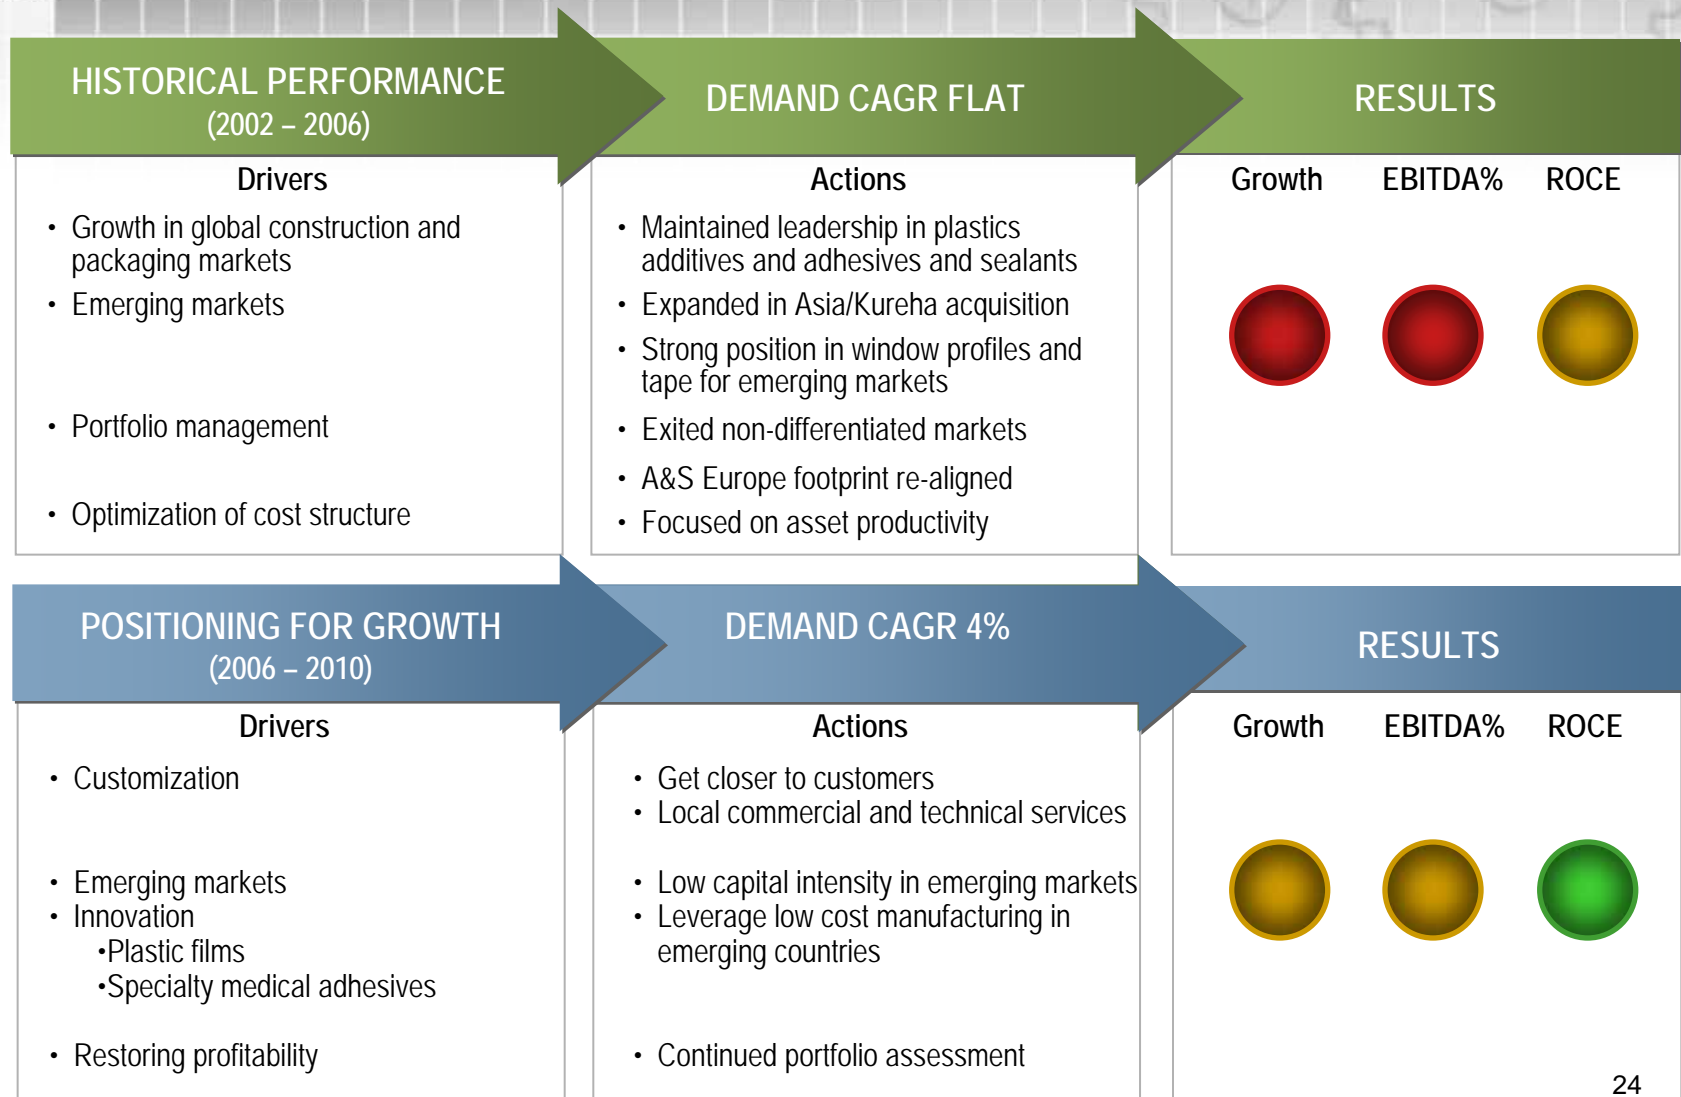 HISTORICAL PERFORMANCE
(2002 – 2006)
DEMAND CAGR FLAT
RESULTS
Drivers
• Growth in global construction and
packaging markets
• Emerging markets
• Portfolio management
• Optimization of cost structure
Actions
• Maintained leadership in plastics
additives and adhesives and sealants
• Expanded in Asia/Kureha acquisition
• Strong position in window profiles and
tape for emerging markets
• Exited non-differentiated markets
• A&S Europe footprint re-aligned
• Focused on asset productivity
Growth EBITDA% ROCE
POSITIONING FOR GROWTH
(2006 – 2010)
DEMAND CAGR 4%
RESULTS
Drivers
• Customization
• Emerging markets
• Innovation
•Plastic films
•Specialty medical adhesives
• Restoring profitability
Actions
• Get closer to customers
• Local commercial and technical services
• Low capital intensity in emerging markets
• Leverage low cost manufacturing in
emerging countries
• Continued portfolio assessment
Growth EBITDA% ROCE
24